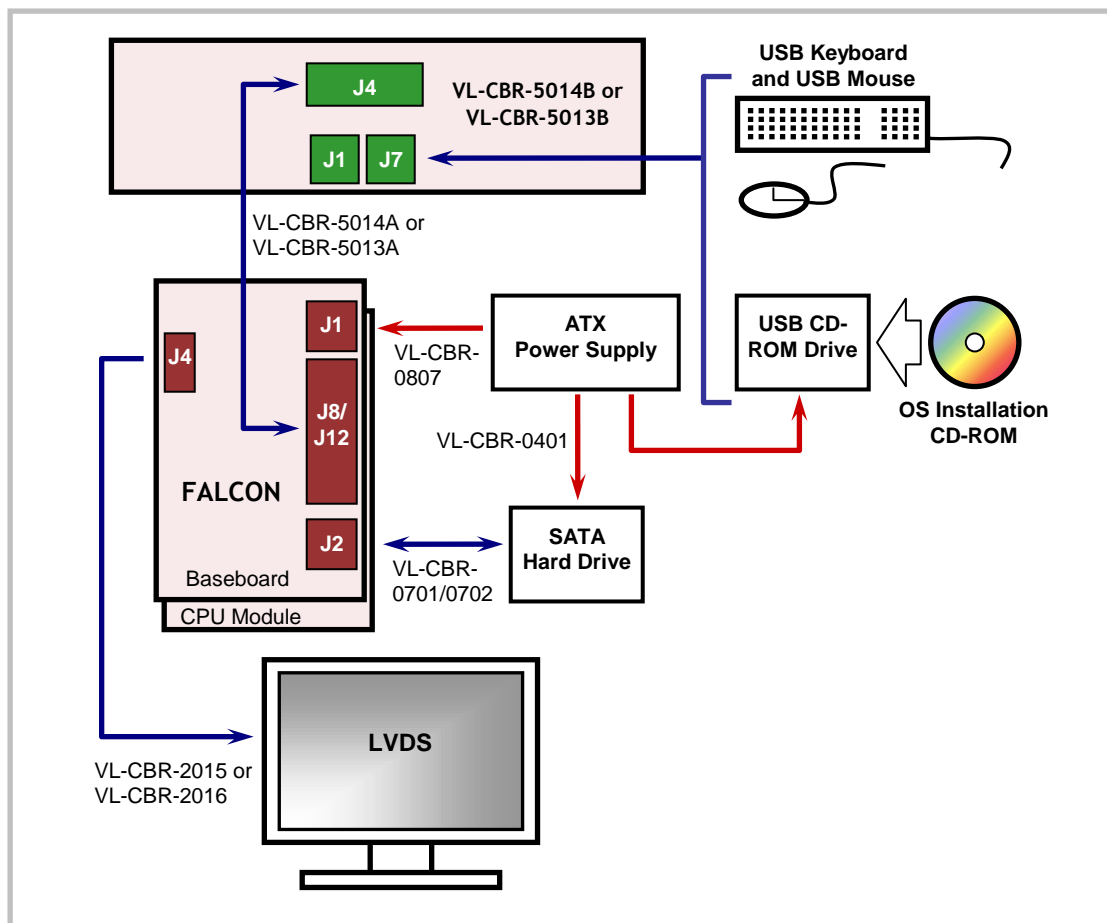 USB Keyboard
and USB Mouse
J4
VL-CBR-5014B or
VL-CBR-5013B
J1
J7
VL-CBR-5014A or
VL-CBR-5013A
J1
J4
J8/
J12
FALCON
J2
Baseboard
CPU Module
VL-CBR-
0807
ATX
Power Supply
USB CD-
ROM Drive
OS Installation
CD-ROM
VL-CBR-0401
SATA
Hard Drive
VL-CBR-
0701/0702
LVDS
VL-CBR-2015 or
VL-CBR-2016